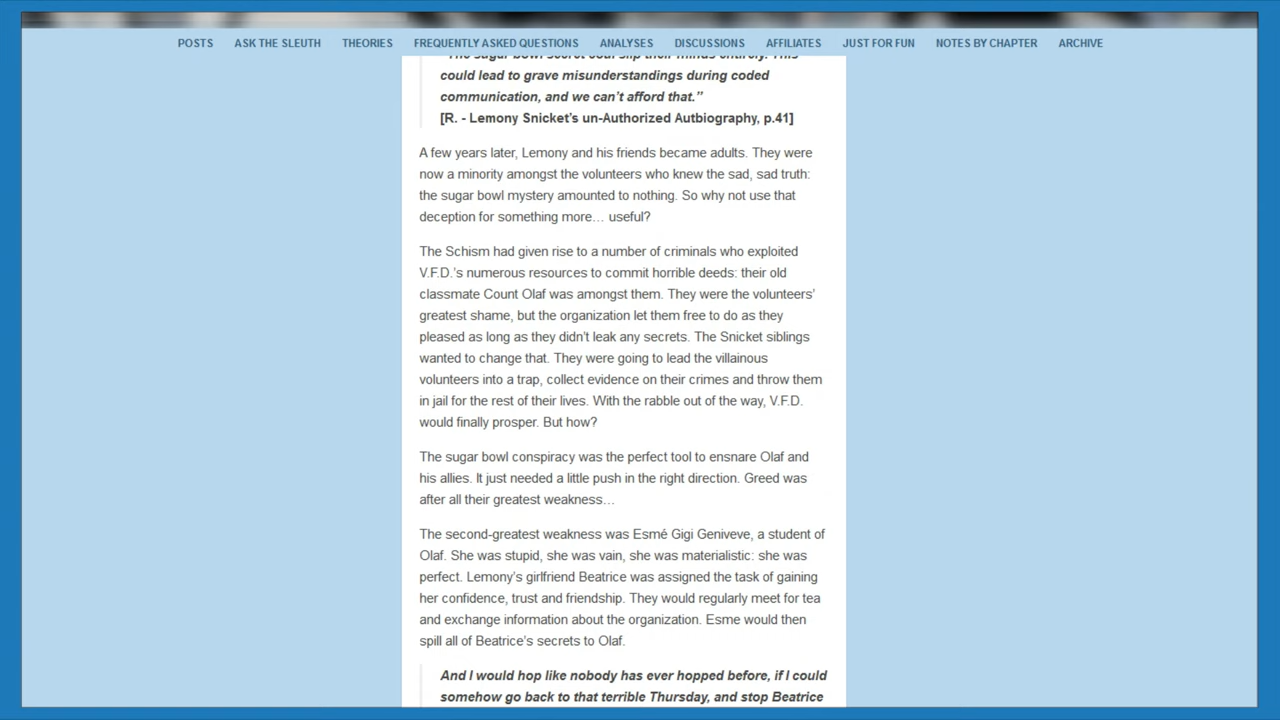 POSTS ASK THE SLEUTH THEORIES FREQUENTLY ASKED QUESTIONS ANALYSES DISCUSSIONS AFFILIATES JUST FOR FUN NOTES BY CHAPTER ARCHIVE
"The sugar bowl secret coul slip their minds entirely. This
could lead to grave misunderstandings during coded
communication, and we can't afford that."
[R. - Lemony Snicket's un-Authorized Autbiography, p.41]
A few years later, Lemony and his friends became adults. They were
now a minority amongst the volunteers who knew the sad, sad truth:
the sugar bowl mystery amounted to nothing. So why not use that
deception for something more… useful?
The Schism had given rise to a number of criminals who exploited
V.F.D.'s numerous resources to commit horrible deeds: their old
classmate Count Olaf was amongst them. They were the volunteers'
greatest shame, but the organization let them free to do as they
pleased as long as they didn't leak any secrets. The Snicket siblings
wanted to change that. They were going to lead the villainous
volunteers into a trap, collect evidence on their crimes and throw them
in jail for the rest of their lives. With the rabble out of the way, V.F.D.
would finally prosper. But how?
The sugar bowl conspiracy was the perfect tool to ensnare Olaf and
his allies. It just needed a little push in the right direction. Greed was
after all their greatest weakness…
The second-greatest weakness was Esmé Gigi Geniveve, a student of
Olaf. She was stupid, she was vain, she was materialistic: she was
perfect. Lemony's girlfriend Beatrice was assigned the task of gaining
her confidence, trust and friendship. They would regularly meet for tea
and exchange information about the organization. Esme would then
spill all of Beatrice's secrets to Olaf.
And I would hop like nobody has ever hopped before, if I could
somehow go back to that terrible Thursday, and stop Beatrice